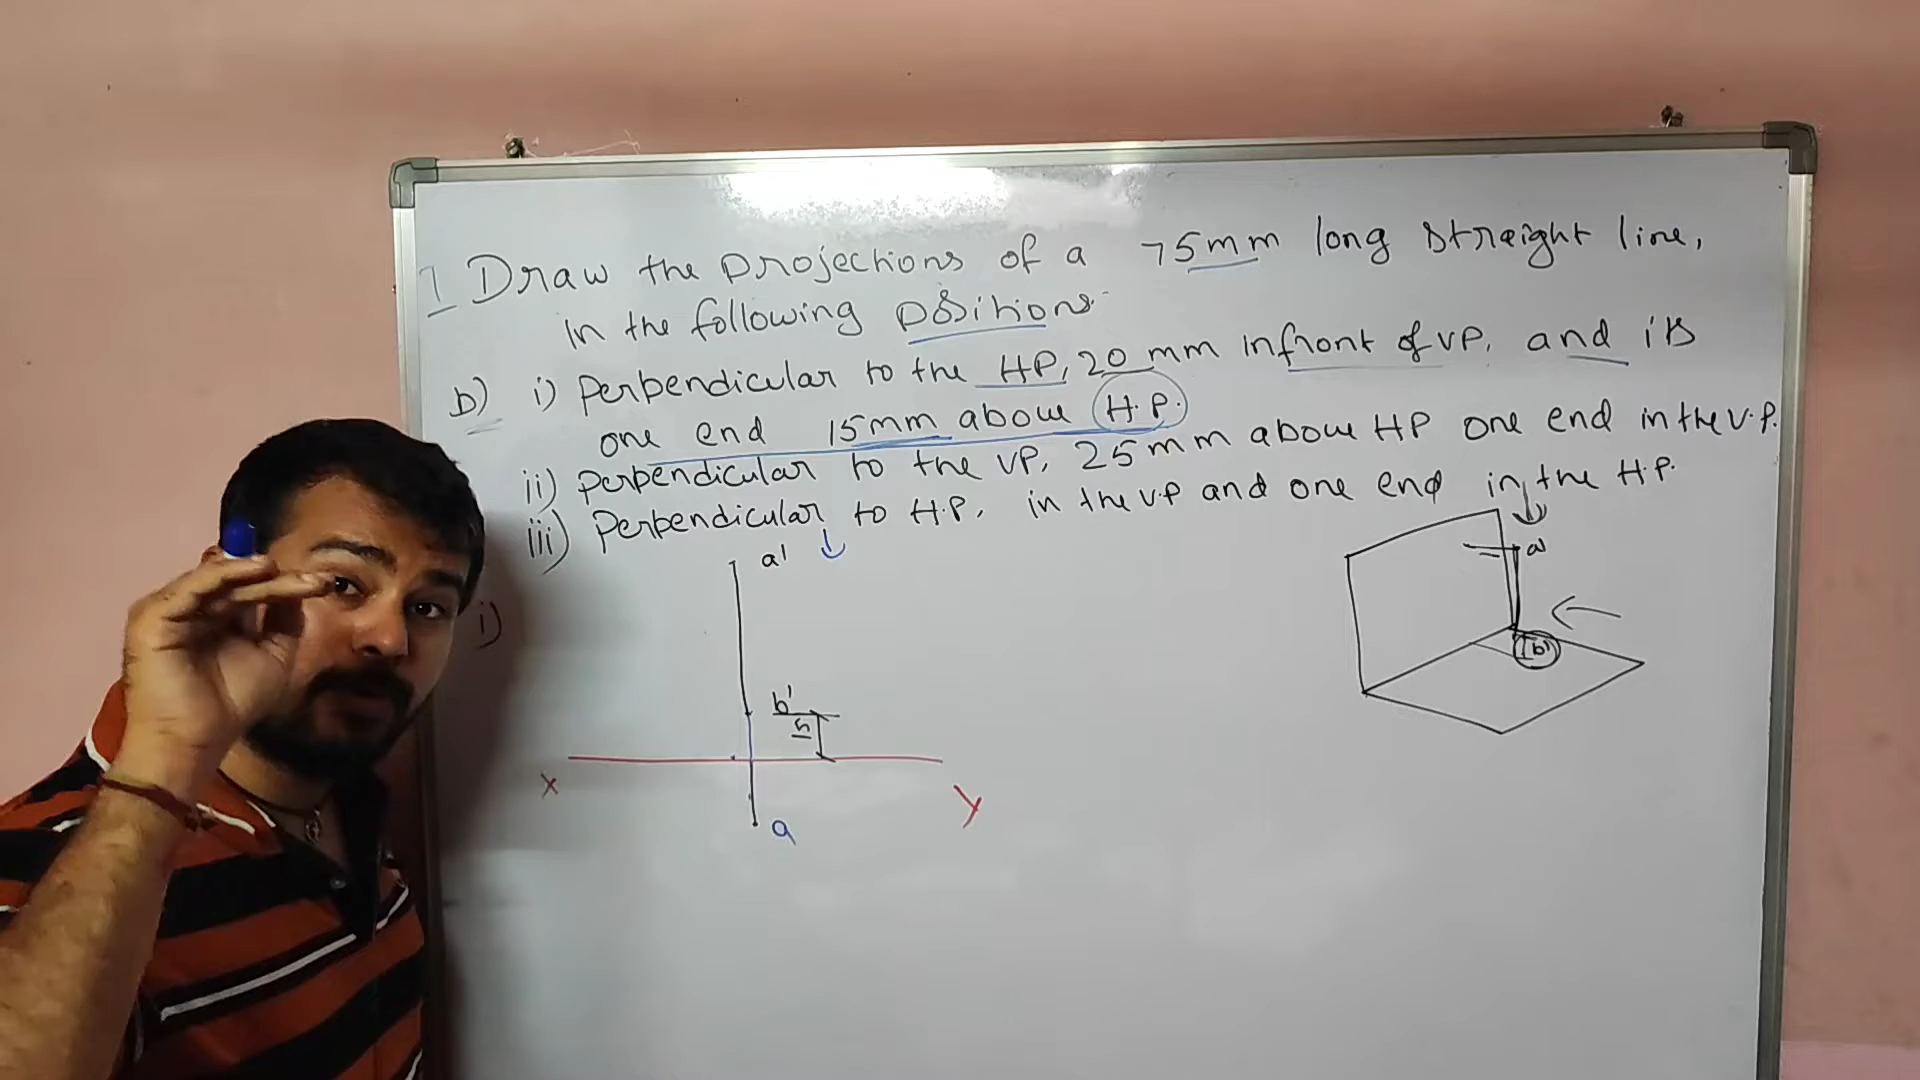 1 Draw the projections of a 75mm long straight line,
in the following positions.
b) i) Perpendicular to the HP, 20 mm infront of VP, and its
one end 15mm above H.P.
ii) Perpendicular to the VP, 25mm above HP one end in the V.P.
iii) Perpendicular to H.P, in the V.P and one end in the H.P.
i)
a'
b'
15
x
y
a
a'
b'